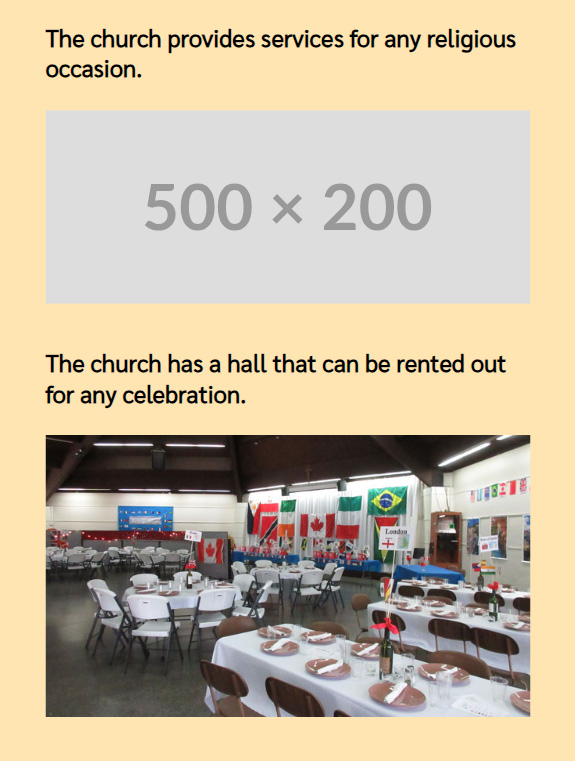 The church provides services for any religious
occasion.
500 × 200
The church has a hall that can be rented out
for any celebration.
London